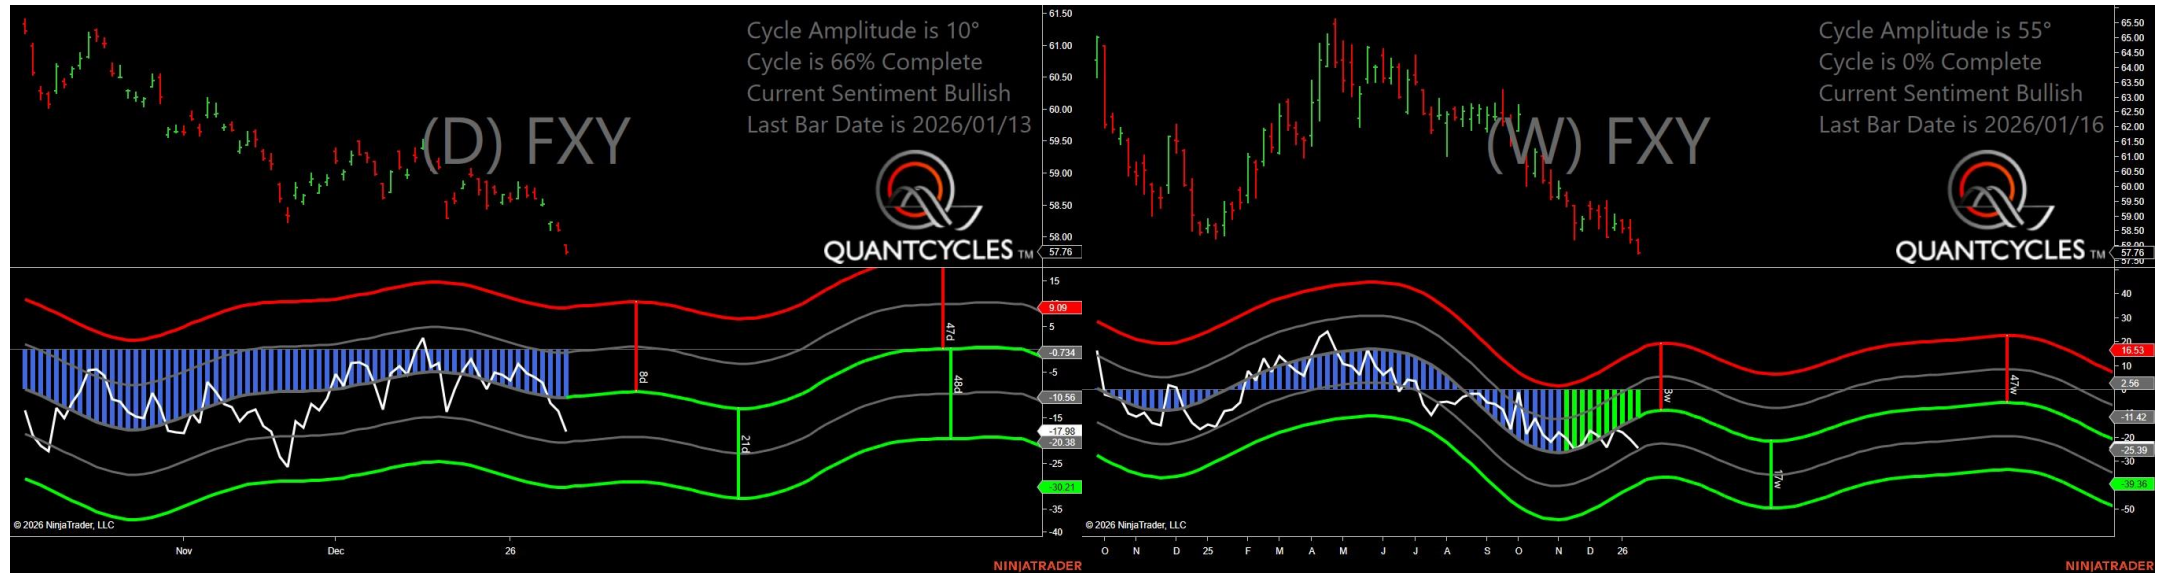 Cycle Amplitude is 10°
Cycle is 66% Complete
Current Sentiment Bullish
Last Bar Date is 2026/01/13
(D) FXY
QUANTCYCLES TM
61.50
61.00
60.50
60.00
59.50
59.00
58.50
58.00
57.76
15
9.09
5
-0.734
-5
-10.56
-15
-17.98
-20.38
-25
-30.21
-35
-40
8d
21d
47d
48d
© 2026 NinjaTrader, LLC
Nov Dec 26
NINJATRADER
Cycle Amplitude is 55°
Cycle is 0% Complete
Current Sentiment Bullish
Last Bar Date is 2026/01/16
(W) FXY
QUANTCYCLES TM
65.50
65.00
64.50
64.00
63.50
63.00
62.50
62.00
61.50
61.00
60.50
60.00
59.50
59.00
58.50
58.00
57.76
57.50
40
30
20
16.53
10
2.56
0
-11.42
-20
-25.39
-30
-39.36
-50
3w
17w
47w
© 2026 NinjaTrader, LLC
O N D 25 F M A M J J A S O N D 26
NINJATRADER